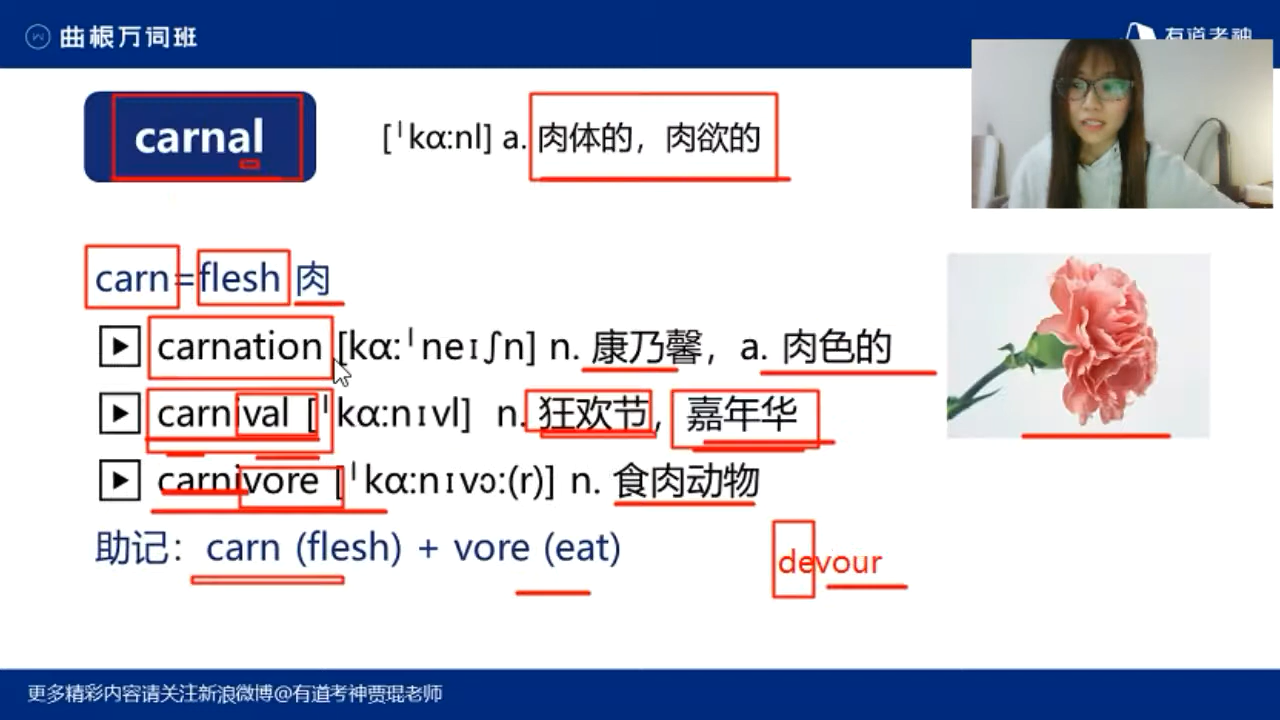 曲根万词班
有道考神
carnal
[ˈkɑ:nl] a. 肉体的，肉欲的
carn=flesh 肉
carnation [kɑ:ˈneɪʃn] n. 康乃馨，a. 肉色的
carnival [ˈkɑ:nɪvl] n. 狂欢节，嘉年华
carnivore [ˈkɑ:nɪvɔ:(r)] n. 食肉动物
助记：carn (flesh) + vore (eat)
devour
更多精彩内容请关注新浪微博@有道考神贾琨老师